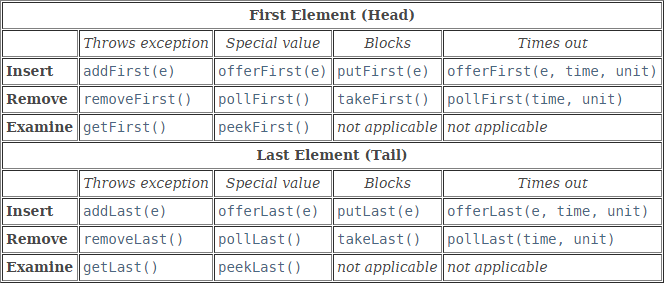 First Element (Head)
Throws exception Special value Blocks Times out
Insert addFirst(e) offerFirst(e) putFirst(e) offerFirst(e, time, unit)
Remove removeFirst() pollFirst() takeFirst() pollFirst(time, unit)
Examine getFirst() peekFirst() not applicable not applicable
Last Element (Tail)
Throws exception Special value Blocks Times out
Insert addLast(e) offerLast(e) putLast(e) offerLast(e, time, unit)
Remove removeLast() pollLast() takeLast() pollLast(time, unit)
Examine getLast() peekLast() not applicable not applicable